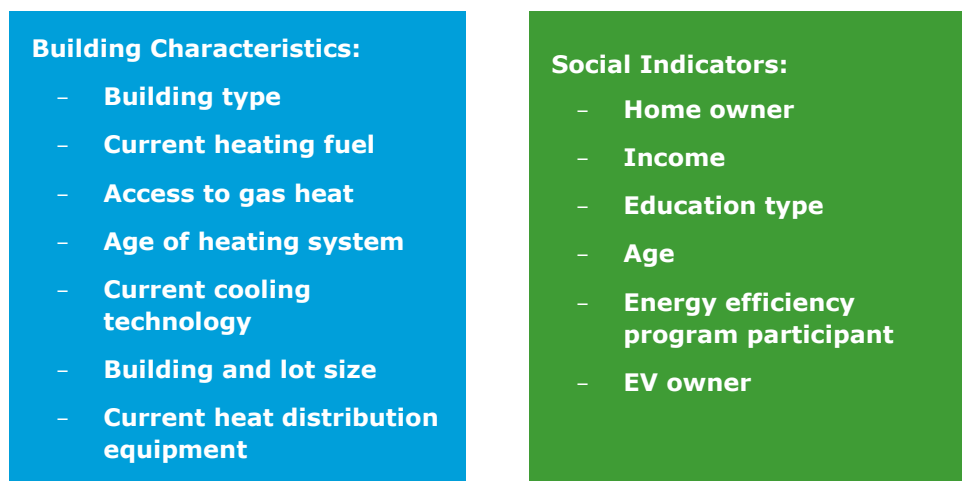 Building Characteristics:
– Building type
– Current heating fuel
– Access to gas heat
– Age of heating system
– Current cooling
technology
– Building and lot size
– Current heat distribution
equipment
Social Indicators:
– Home owner
– Income
– Education type
– Age
– Energy efficiency
program participant
– EV owner